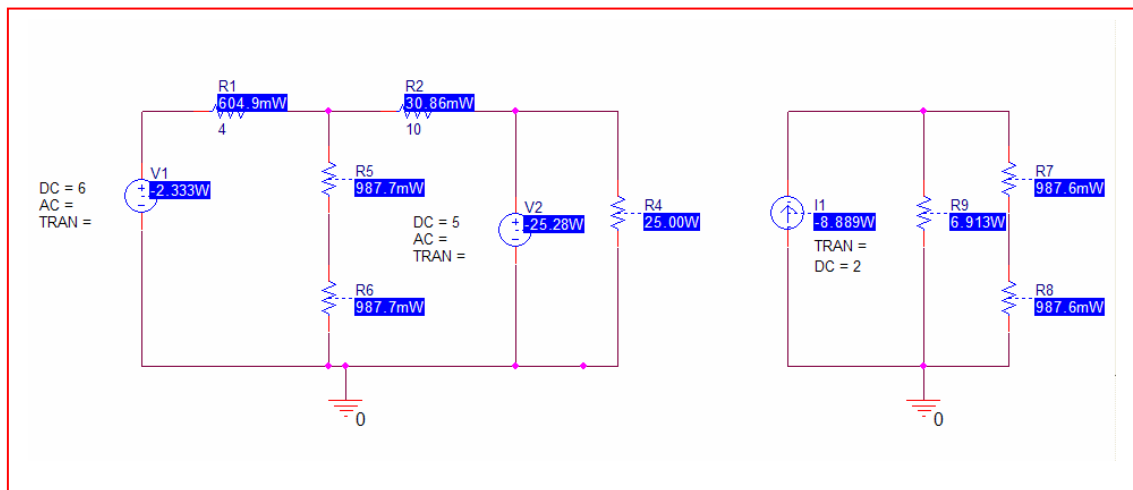 R1
604.9mW
4
R2
30.86mW
10
V1
-2.333W
DC = 6
AC =
TRAN =
R5
987.7mW
R6
987.7mW
V2
-25.28W
DC = 5
AC =
TRAN =
R4
25.00W
0
I1
-8.889W
TRAN =
DC = 2
R9
6.913W
R7
987.6mW
R8
987.6mW
0